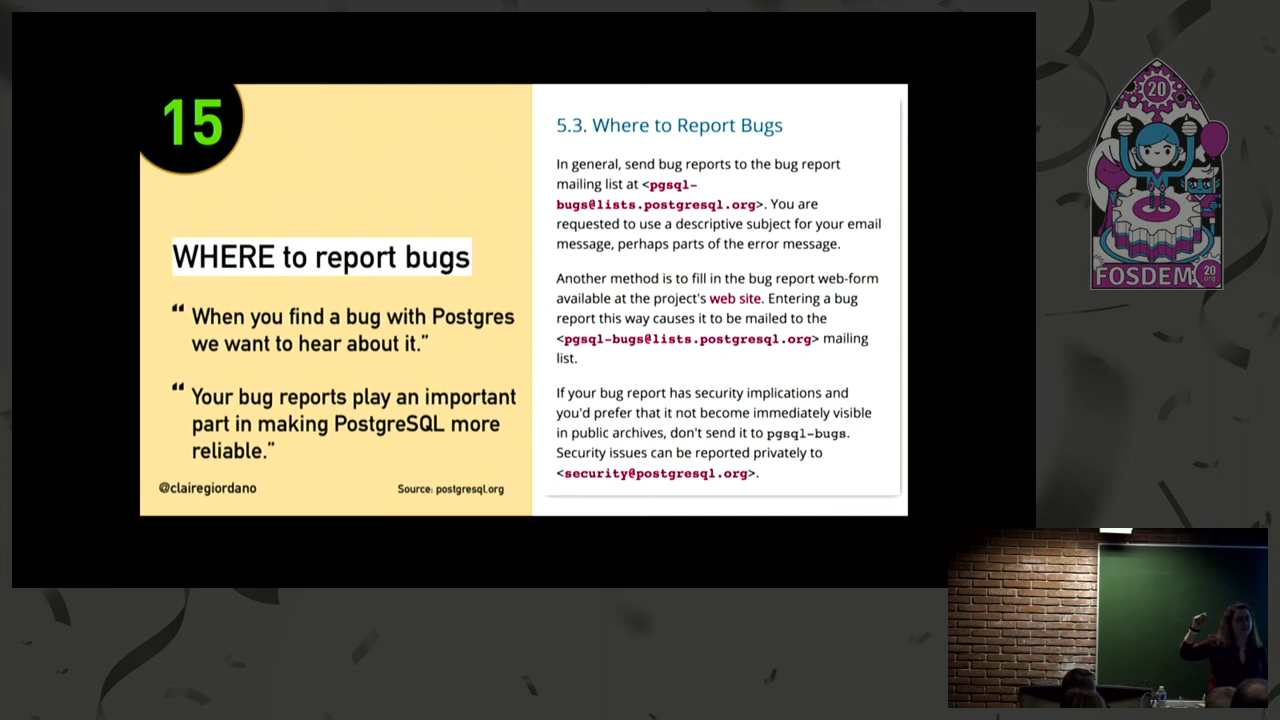 15
WHERE to report bugs
“ When you find a bug with Postgres
we want to hear about it.”
“ Your bug reports play an important
part in making PostgreSQL more
reliable.”
@clairegiordano
Source: postgresql.org
5.3. Where to Report Bugs
In general, send bug reports to the bug report
mailing list at <pgsql-
bugs@lists.postgresql.org>. You are
requested to use a descriptive subject for your email
message, perhaps parts of the error message.
Another method is to fill in the bug report web-form
available at the project's web site. Entering a bug
report this way causes it to be mailed to the
<pgsql-bugs@lists.postgresql.org> mailing
list.
If your bug report has security implications and
you'd prefer that it not become immediately visible
in public archives, don't send it to pgsql-bugs.
Security issues can be reported privately to
<security@postgresql.org>.
20
FOSDEM
20
.org